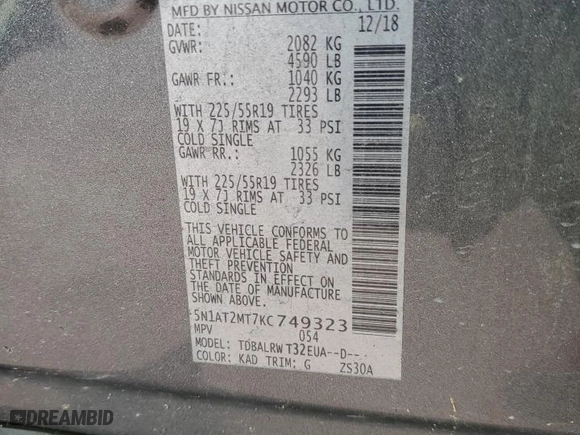 MFD BY NISSAN MOTOR CO., LTD.
DATE: 12/18
GVWR: 2082 KG
4590 LB
GAWR FR.: 1040 KG
2293 LB
WITH 225/55R19 TIRES
19 X 7J RIMS AT 33 PSI
COLD SINGLE
GAWR RR.: 1055 KG
2326 LB
WITH 225/55R19 TIRES
19 X 7J RIMS AT 33 PSI
COLD SINGLE
THIS VEHICLE CONFORMS TO
ALL APPLICABLE FEDERAL
MOTOR VEHICLE SAFETY AND
THEFT PREVENTION
STANDARDS IN EFFECT ON
THE DATE OF MANUFACTURE
SHOWN ABOVE.
5N1AT2MT7KC749323
MPV 054
MODEL: TDBALRW T32EUA--D--
COLOR: KAD TRIM: G ZS30A
DREAMBID